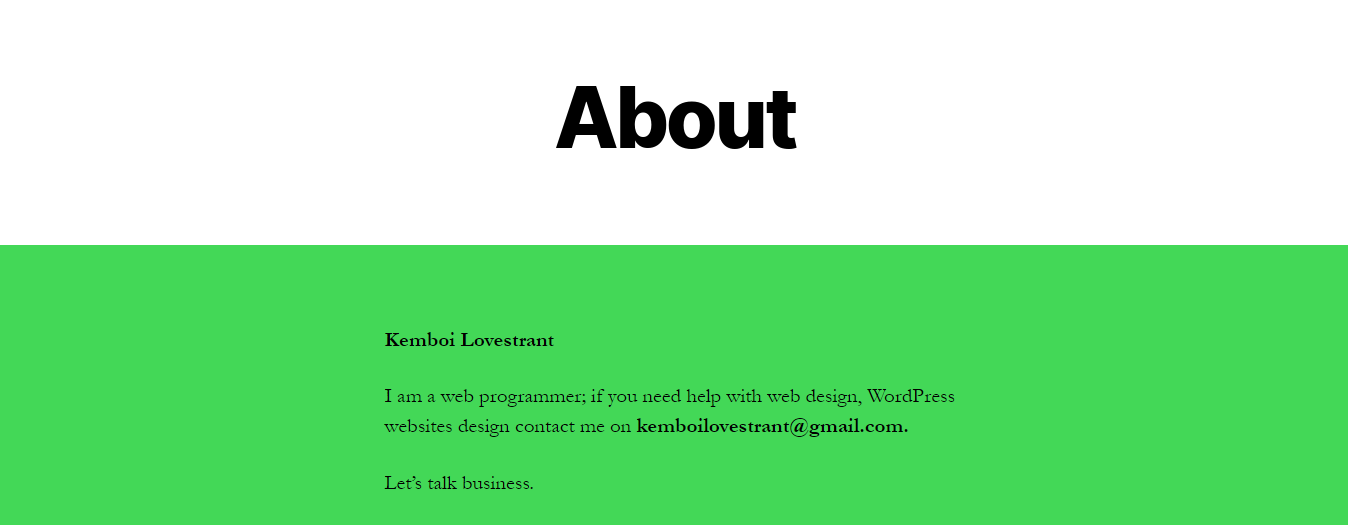 About
Kemboi Lovestrant
I am a web programmer; if you need help with web design, WordPress
websites design contact me on kemboilovestrant@gmail.com.
Let’s talk business.